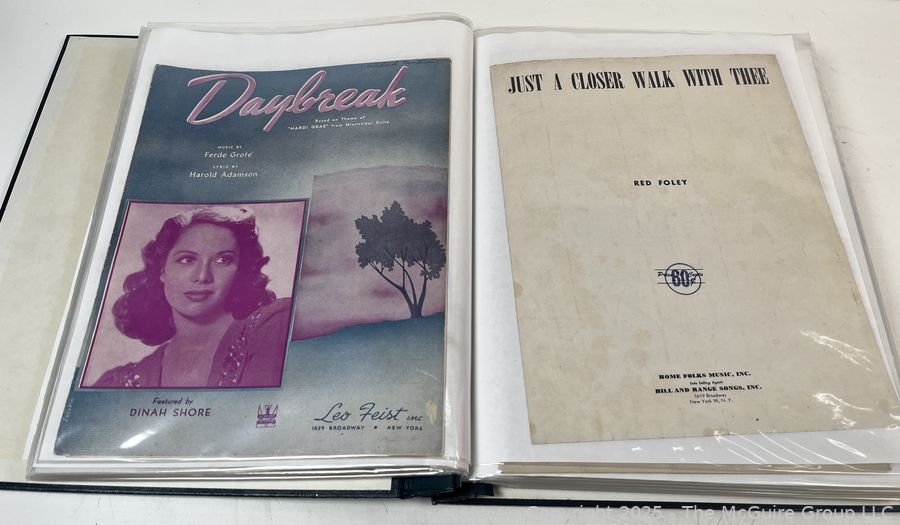 Daybreak
Based on Theme of
"MARDI GRAS" from Mississippi Suite
MUSIC BY
Ferde Grofé
LYRIC BY
Harold Adamson
Featured by
DINAH SHORE
Leo Feist inc
1629 BROADWAY • NEW YORK
JUST A CLOSER WALK WITH THEE
RED FOLEY
Price 60 Cents
HOME FOLKS MUSIC, INC.
Sole Selling Agent:
HILL AND RANGE SONGS, INC.
1619 Broadway
New York 19, N. Y.
Copyright 2025 - The McGuire Group LLC